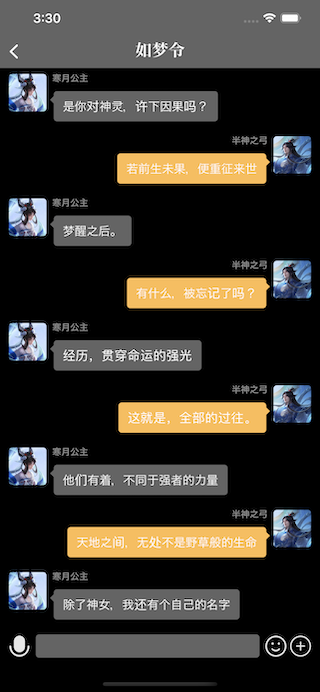 3:30
如梦令
寒月公主
是你对神灵，许下因果吗？
半神之弓
若前生未果，便重征来世
寒月公主
梦醒之后。
半神之弓
有什么，被忘记了吗？
寒月公主
经历，贯穿命运的强光
半神之弓
这就是，全部的过往。
寒月公主
他们有着，不同于强者的力量
半神之弓
天地之间，无处不是野草般的生命
寒月公主
除了神女，我还有个自己的名字